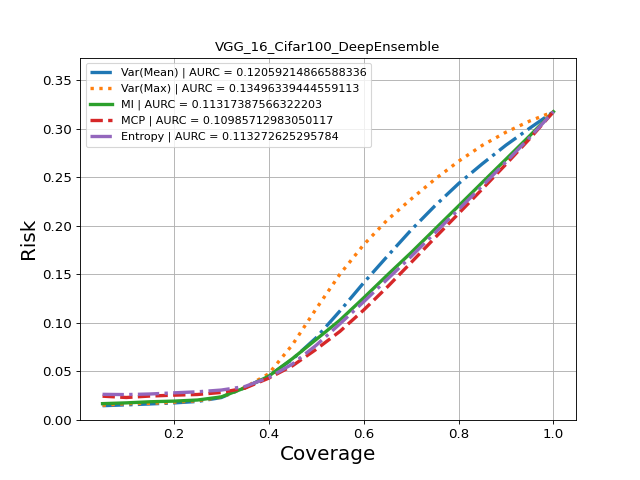 VGG_16_Cifar100_DeepEnsemble
Var(Mean) | AURC = 0.12059214866588336
Var(Max) | AURC = 0.13496339444559113
MI | AURC = 0.11317387566322203
MCP | AURC = 0.10985712983050117
Entropy | AURC = 0.113272625295784
0.35
0.30
0.25
0.20
0.15
0.10
0.05
0.00
Risk
0.2 0.4 0.6 0.8 1.0
Coverage